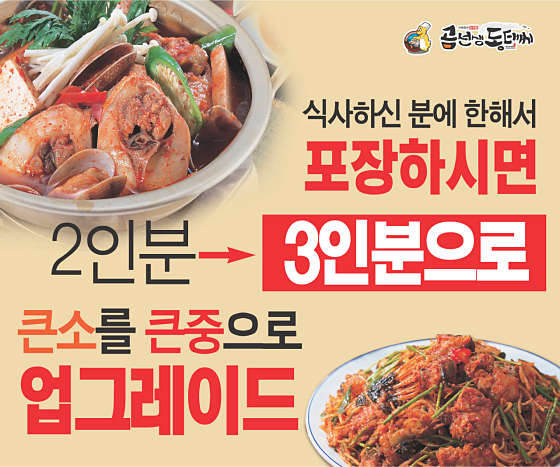 곰선생동태찌
식사하신 분에 한해서
포장하시면
2인분 → 3인분으로
큰소를 큰중으로
업그레이드